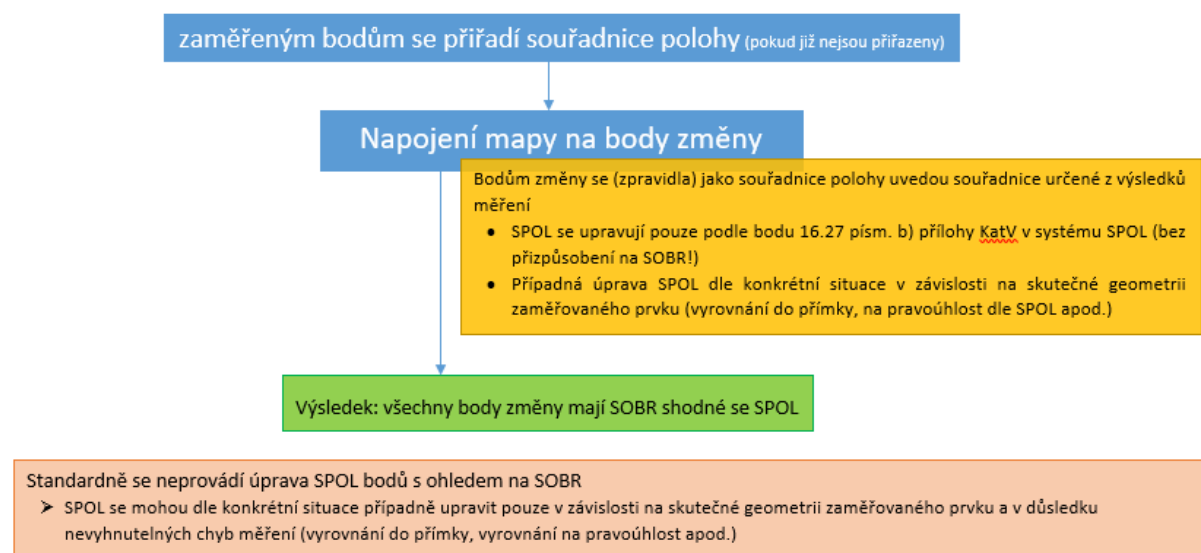 zaměřeným bodům se přiřadí souřadnice polohy (pokud již nejsou přiřazeny)
Napojení mapy na body změny
Bodům změny se (zpravidla) jako souřadnice polohy uvedou souřadnice určené z výsledků
měření
● SPOL se upravují pouze podle bodu 16.27 písm. b) přílohy KatV v systému SPOL (bez
přizpůsobení na SOBR!)
● Případná úprava SPOL dle konkrétní situace v závislosti na skutečné geometrii
zaměřovaného prvku (vyrovnání do přímky, na pravoúhlost dle SPOL apod.)
Výsledek: všechny body změny mají SOBR shodné se SPOL
Standardně se neprovádí úprava SPOL bodů s ohledem na SOBR
➤ SPOL se mohou dle konkrétní situace případně upravit pouze v závislosti na skutečné geometrii zaměřovaného prvku a v důsledku
nevyhnutelných chyb měření (vyrovnání do přímky, vyrovnání na pravoúhlost apod.)